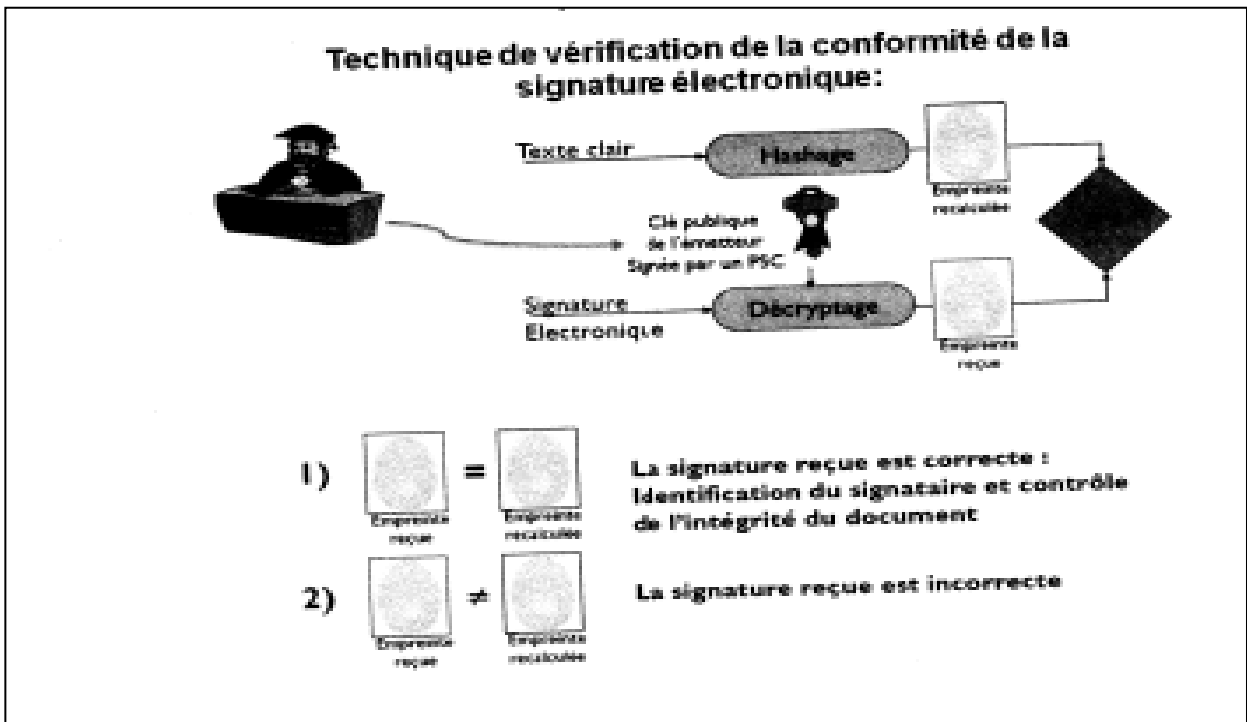 Technique de vérification de la conformité de la
signature électronique:
Texte clair
Hashage
Empreinte
recalculée
Clé publique
de l'émetteur
Signée par un PSC
Signature
Electronique
Décryptage
Empreinte
reçue
1)
Empreinte
reçue
=
Empreinte
recalculée
La signature reçue est correcte :
Identification du signataire et contrôle
de l'intégrité du document
2)
Empreinte
reçue
≠
Empreinte
recalculée
La signature reçue est incorrecte